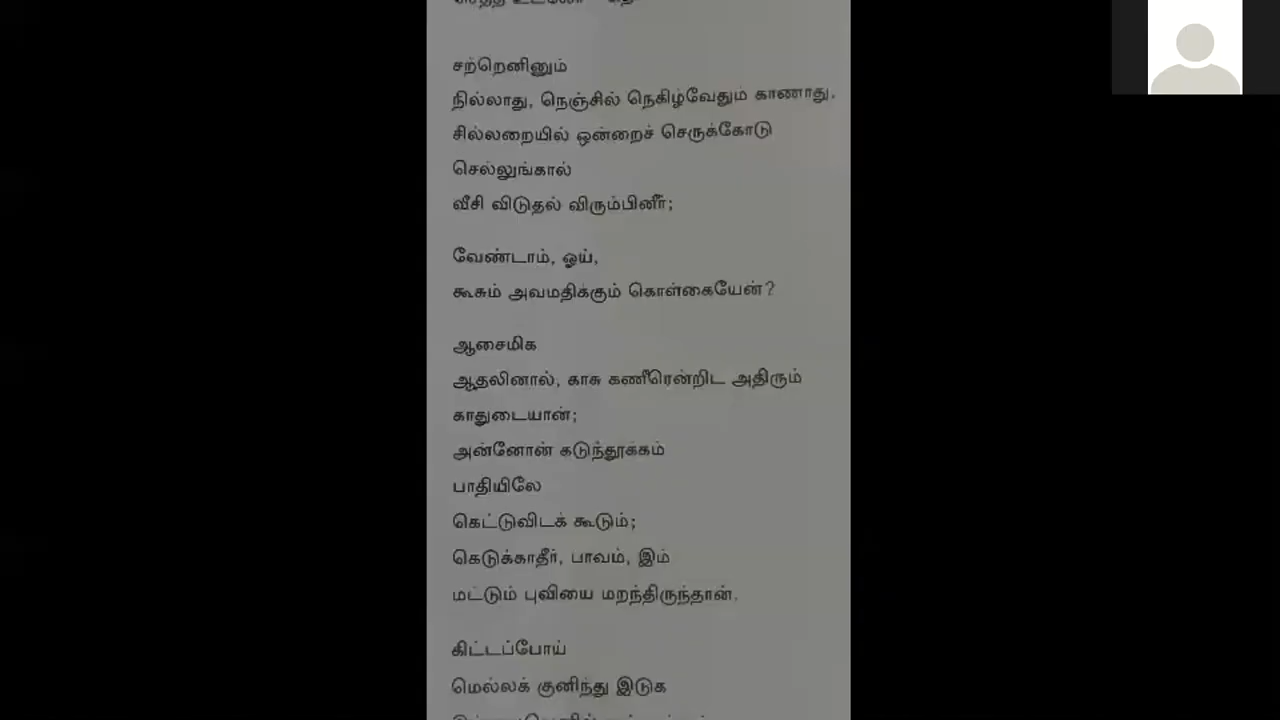 சற்றெனினும்
நில்லாது, நெஞ்சில் நெகிழ்வேதும் காணாது.
சில்லறையில் ஒன்றைச் செருக்கோடு
செல்லுங்கால்
வீசி விடுதல் விரும்பினீர்;
வேண்டாம், ஓய்,
கூசும் அவமதிக்கும் கொள்கையேன்?
ஆசைமிக
ஆதலினால், காசு கணீரென்றிட அதிரும்
காதுடையான்;
அன்னோன் கடுந்தூக்கம்
பாதியிலே
கெட்டுவிடக் கூடும்;
கெடுக்காதீர், பாவம், இம்
மட்டும் புவியை மறந்திருந்தான்.
கிட்டப்போய்
மெல்லக் குனிந்து இடுக